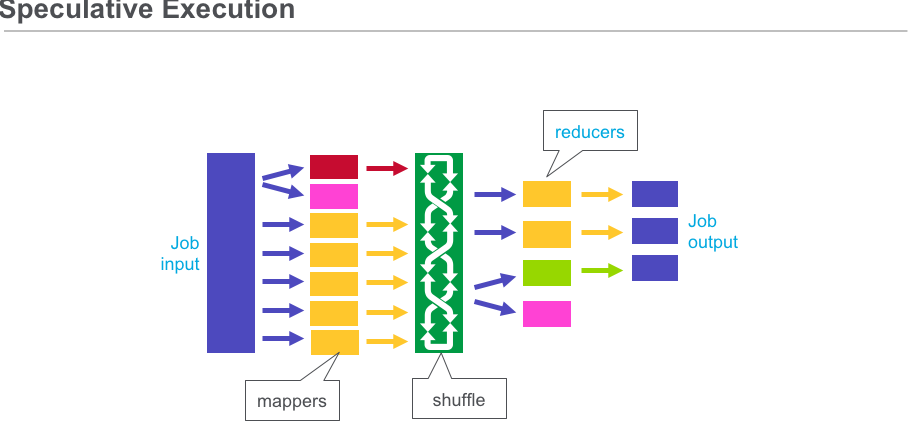 Speculative Execution
reducers
Job
input
Job
output
mappers
shuffle